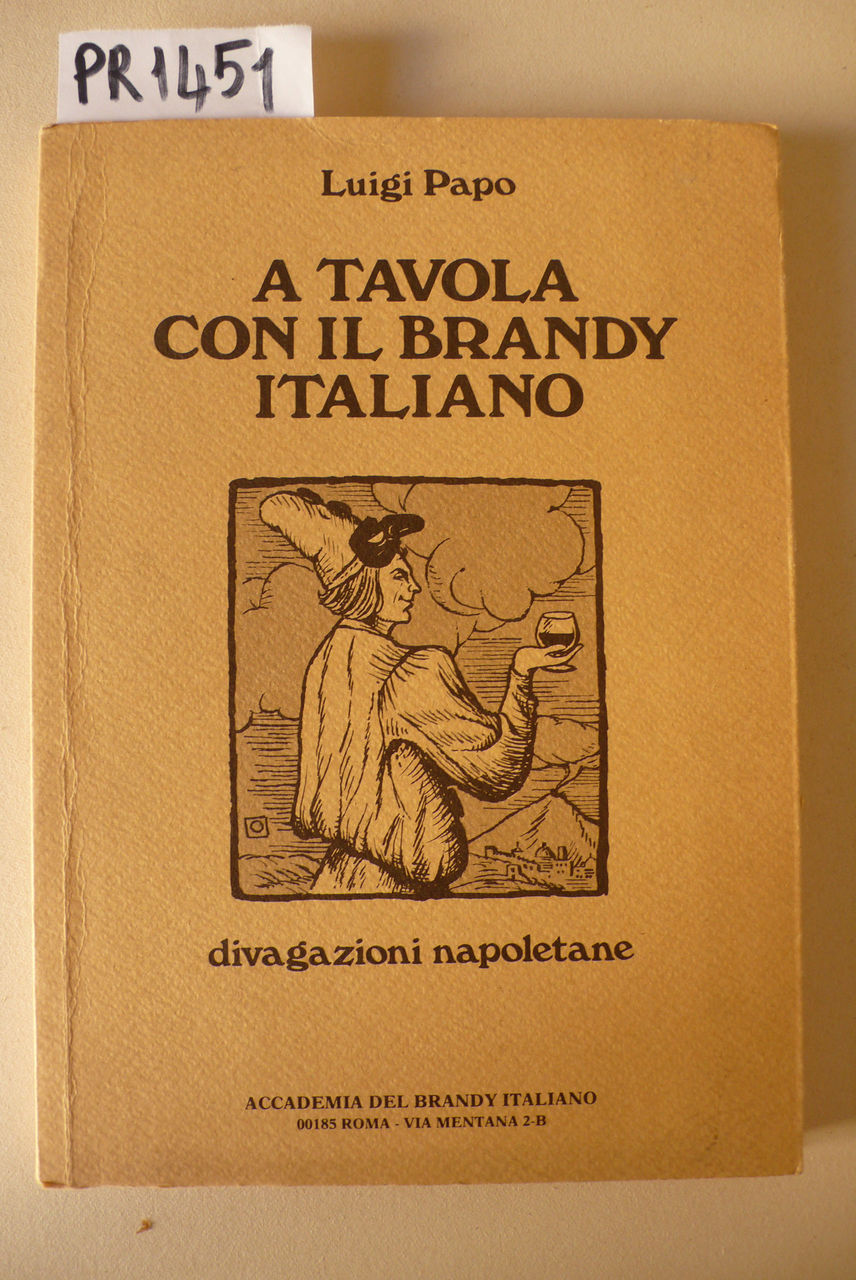 PR1451
Luigi Papo
A TAVOLA
CON IL BRANDY
ITALIANO
divagazioni napoletane
ACCADEMIA DEL BRANDY ITALIANO
00185 ROMA - VIA MENTANA 2-B